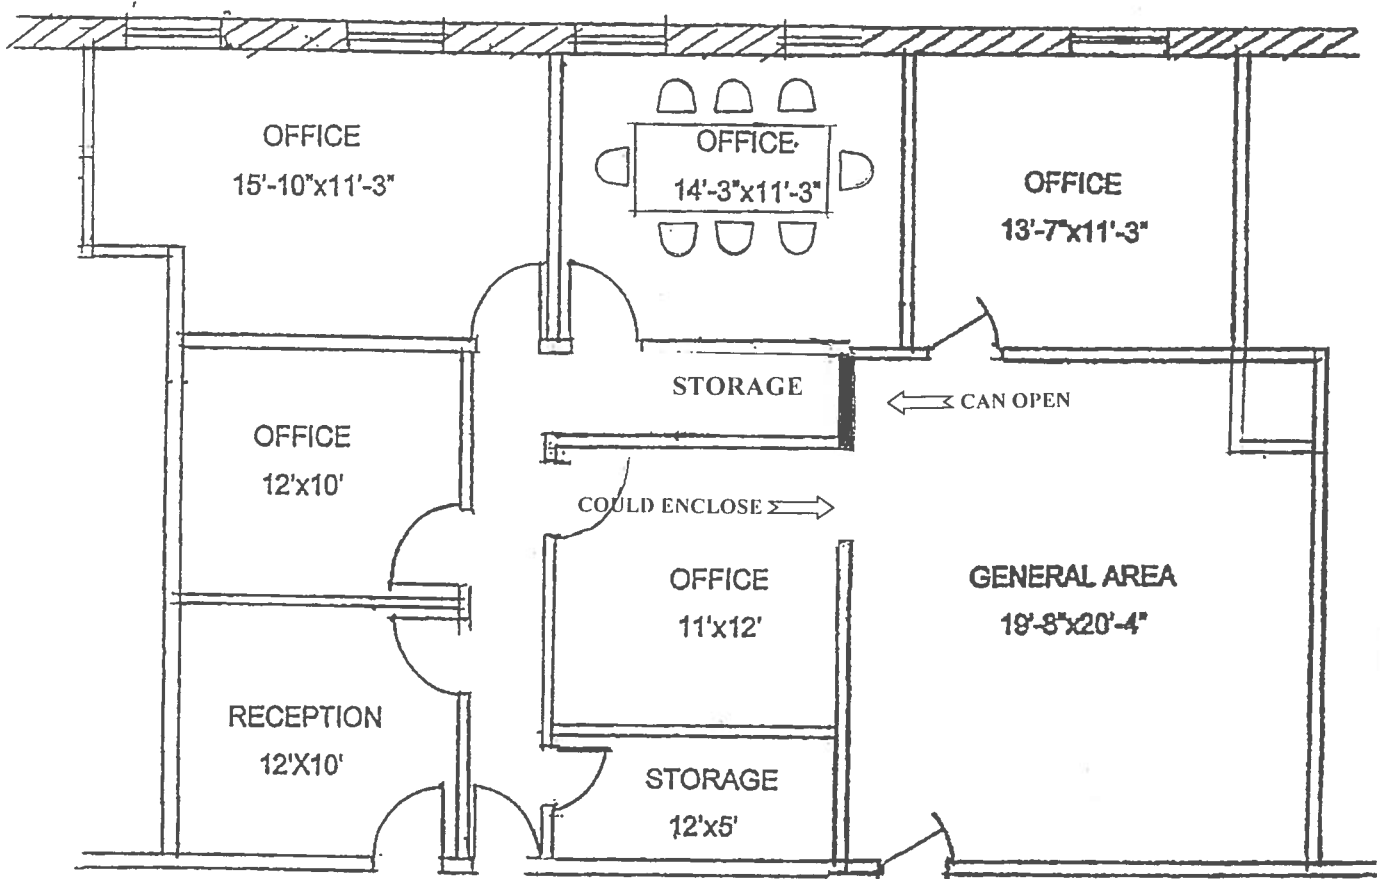 OFFICE
15'-10"x11'-3"
OFFICE
14'-3"x11'-3"
OFFICE
13'-7"x11'-3"
STORAGE
CAN OPEN
OFFICE
12'x10'
COULD ENCLOSE
OFFICE
11'x12'
GENERAL AREA
19'-8"x20'-4"
RECEPTION
12'X10'
STORAGE
12'x5'